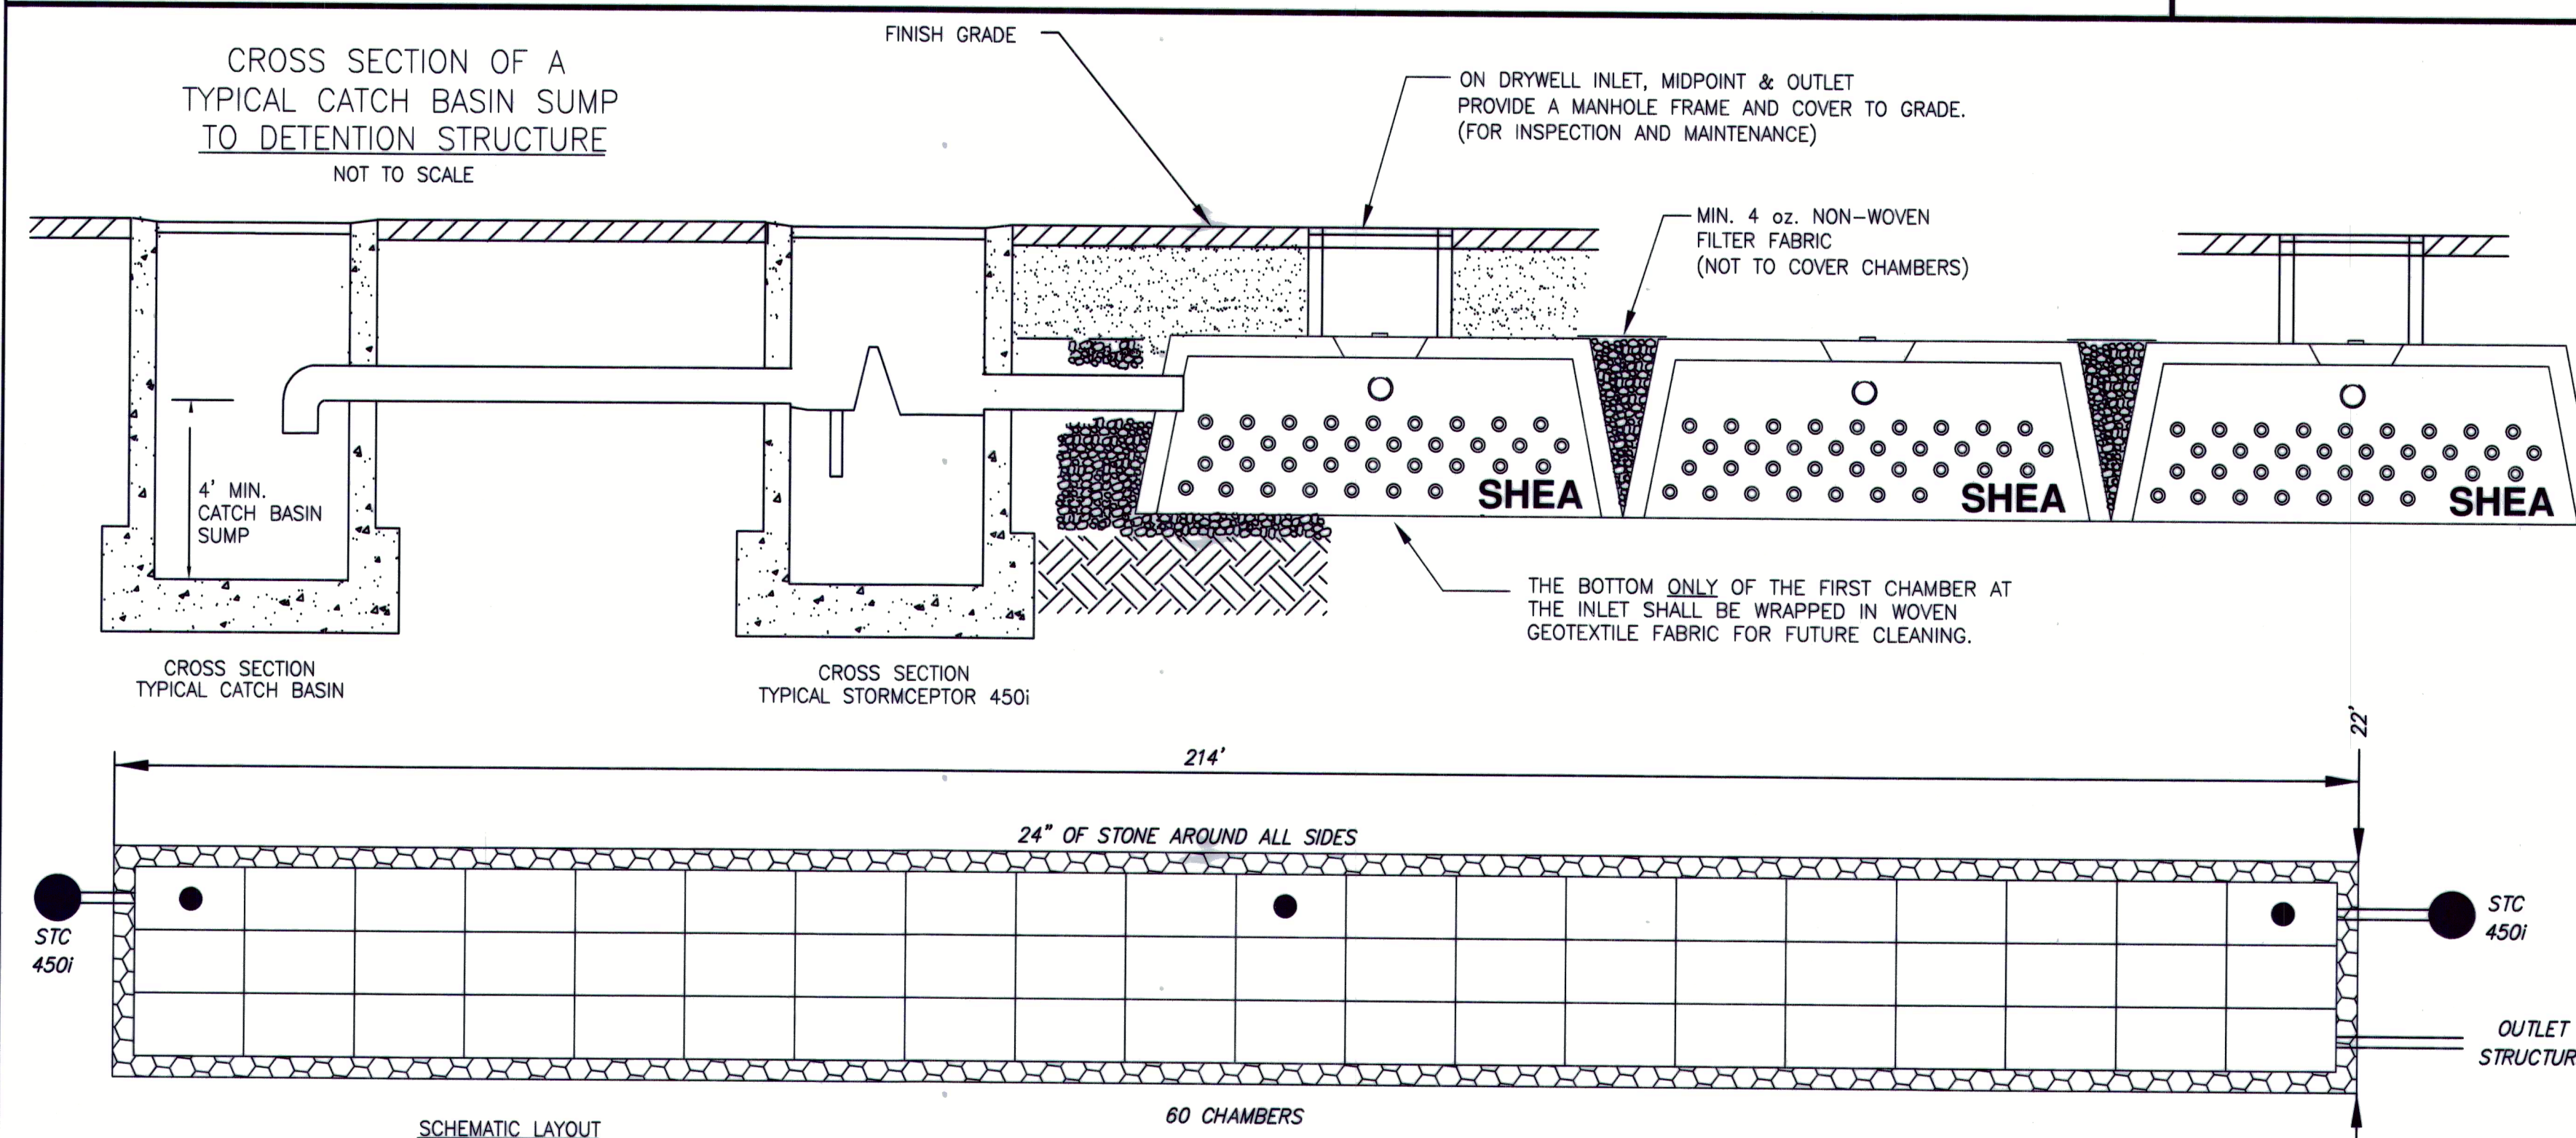 CROSS SECTION OF A
TYPICAL CATCH BASIN SUMP
TO DETENTION STRUCTURE
NOT TO SCALE
FINISH GRADE
ON DRYWELL INLET, MIDPOINT & OUTLET
PROVIDE A MANHOLE FRAME AND COVER TO GRADE.
(FOR INSPECTION AND MAINTENANCE)
MIN. 4 oz. NON-WOVEN
FILTER FABRIC
(NOT TO COVER CHAMBERS)
4' MIN.
CATCH BASIN
SUMP
SHEA
SHEA
SHEA
THE BOTTOM ONLY OF THE FIRST CHAMBER AT
THE INLET SHALL BE WRAPPED IN WOVEN
GEOTEXTILE FABRIC FOR FUTURE CLEANING.
CROSS SECTION
TYPICAL CATCH BASIN
CROSS SECTION
TYPICAL STORMCEPTOR 450i
214'
22'
24" OF STONE AROUND ALL SIDES
STC
450i
STC
450i
OUTLET
STRUCTUR
60 CHAMBERS
SCHEMATIC LAYOUT